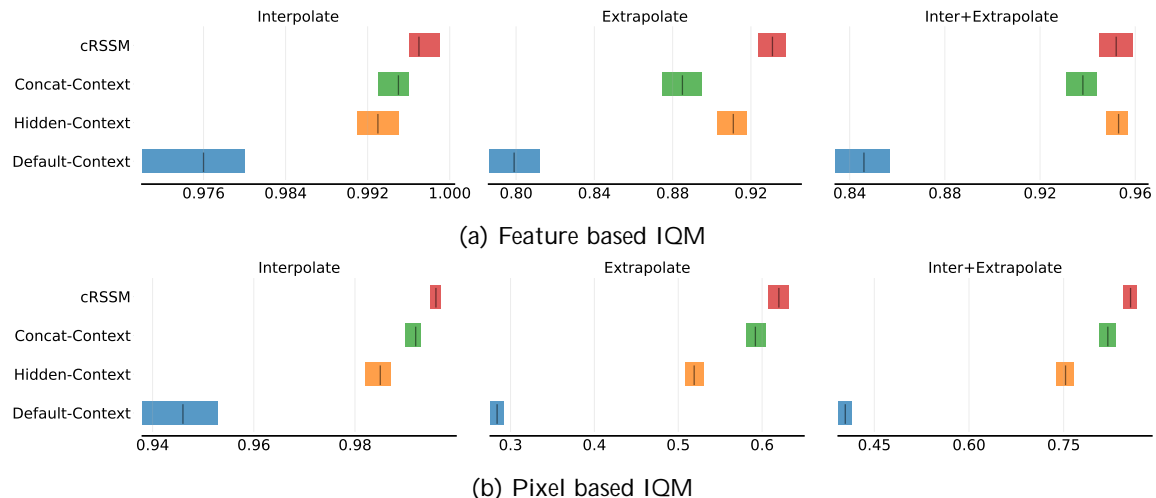 Interpolate Extrapolate Inter+Extrapolate
cRSSM
Concat-Context
Hidden-Context
Default-Context
0.976 0.984 0.992 1.000 0.80 0.84 0.88 0.92 0.84 0.88 0.92 0.96
(a) Feature based IQM
Interpolate Extrapolate Inter+Extrapolate
cRSSM
Concat-Context
Hidden-Context
Default-Context
0.94 0.96 0.98 0.3 0.4 0.5 0.6 0.45 0.60 0.75
(b) Pixel based IQM